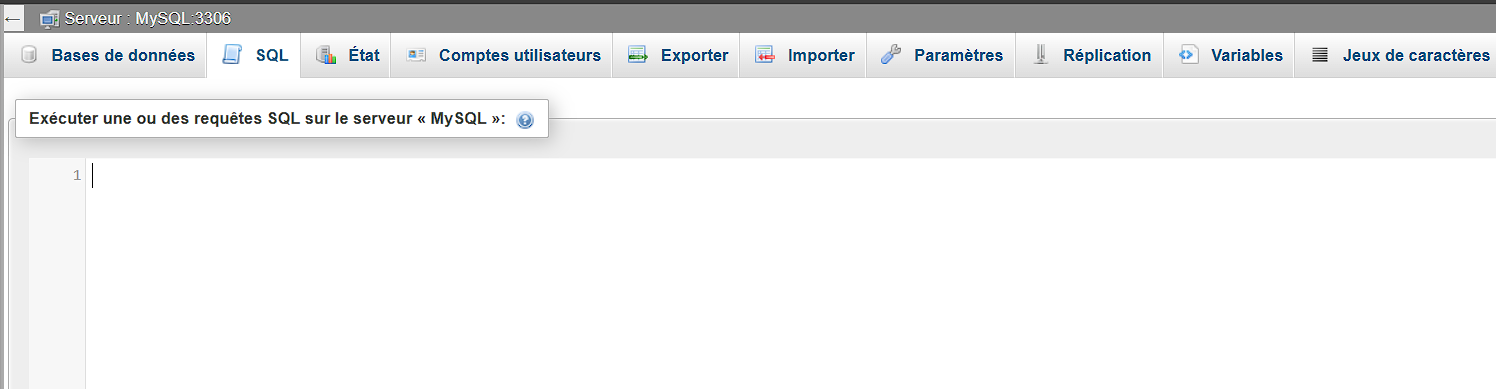 Serveur : MySQL:3306
Bases de données SQL État Comptes utilisateurs Exporter Importer Paramètres Réplication Variables Jeux de caractères
Exécuter une ou des requêtes SQL sur le serveur « MySQL »:
1